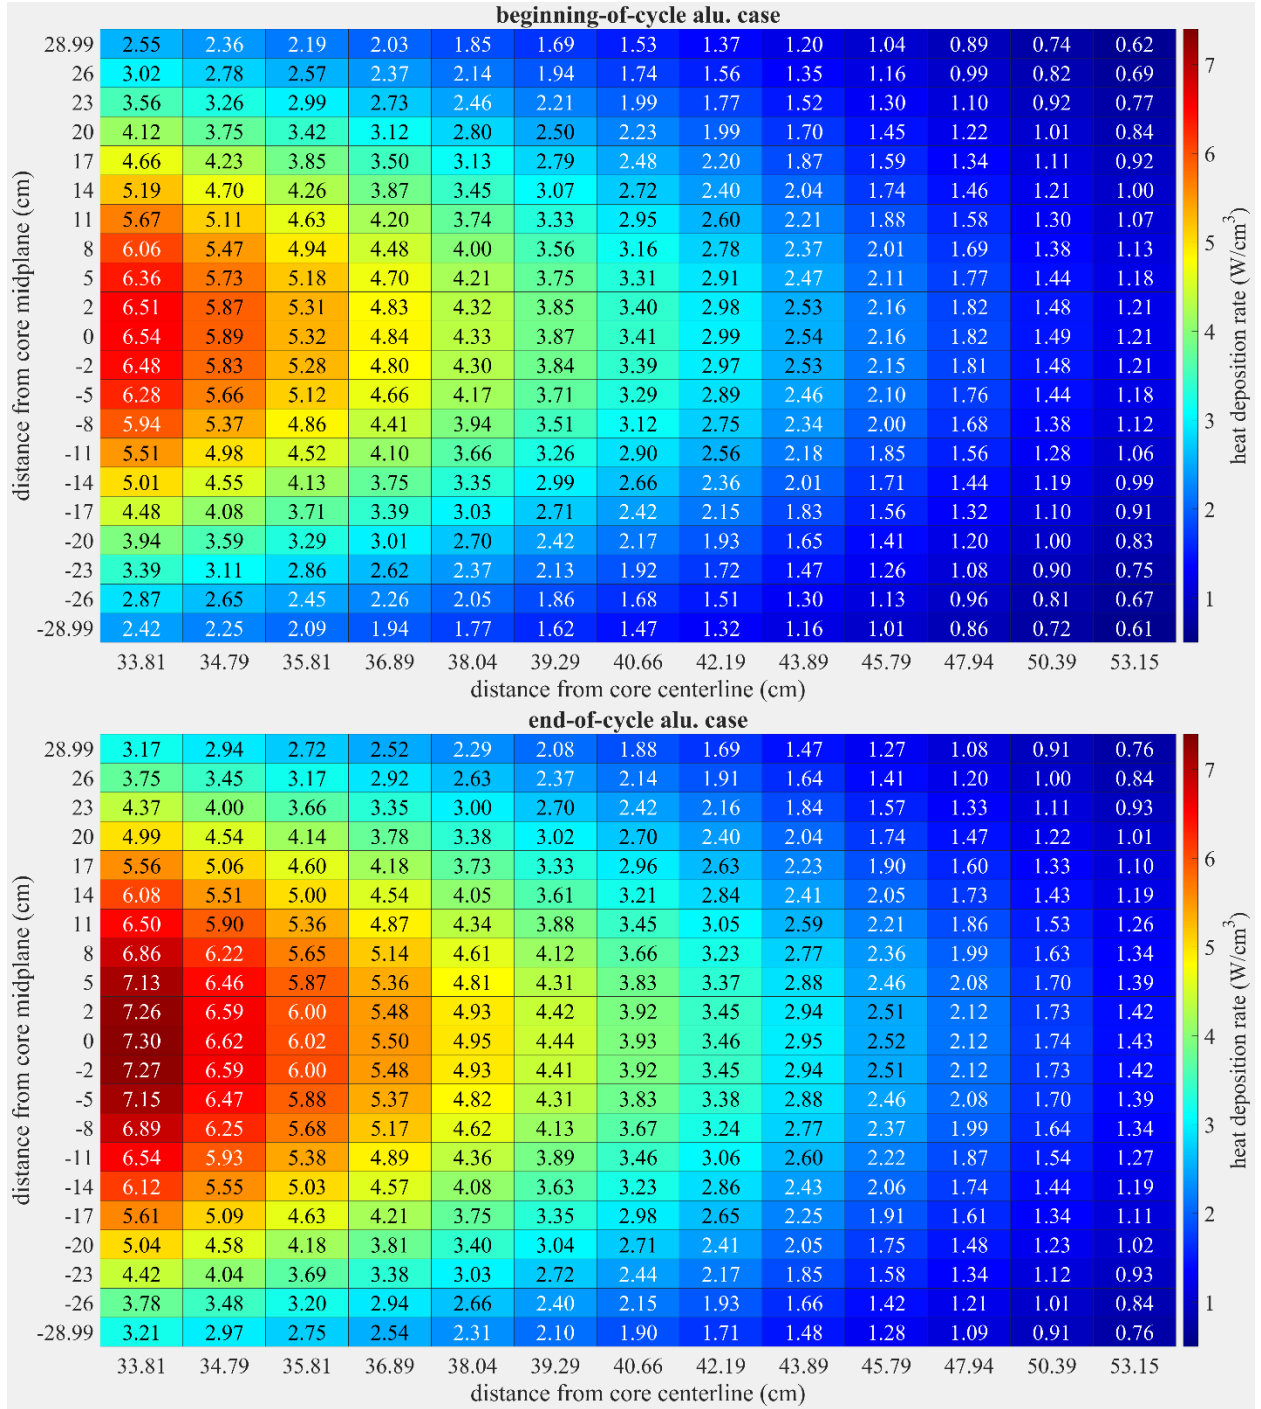 beginning-of-cycle alu. case
28.99 2.55 2.36 2.19 2.03 1.85 1.69 1.53 1.37 1.20 1.04 0.89 0.74 0.62
26 3.02 2.78 2.57 2.37 2.14 1.94 1.74 1.56 1.35 1.16 0.99 0.82 0.69
23 3.56 3.26 2.99 2.73 2.46 2.21 1.99 1.77 1.52 1.30 1.10 0.92 0.77
20 4.12 3.75 3.42 3.12 2.80 2.50 2.23 1.99 1.70 1.45 1.22 1.01 0.84
17 4.66 4.23 3.85 3.50 3.13 2.79 2.48 2.20 1.87 1.59 1.34 1.11 0.92
14 5.19 4.70 4.26 3.87 3.45 3.07 2.72 2.40 2.04 1.74 1.46 1.21 1.00
11 5.67 5.11 4.63 4.20 3.74 3.33 2.95 2.60 2.21 1.88 1.58 1.30 1.07
8 6.06 5.47 4.94 4.48 4.00 3.56 3.16 2.78 2.37 2.01 1.69 1.38 1.13
5 6.36 5.73 5.18 4.70 4.21 3.75 3.31 2.91 2.47 2.11 1.77 1.44 1.18
2 6.51 5.87 5.31 4.83 4.32 3.85 3.40 2.98 2.53 2.16 1.82 1.48 1.21
0 6.54 5.89 5.32 4.84 4.33 3.87 3.41 2.99 2.54 2.16 1.82 1.49 1.21
-2 6.48 5.83 5.28 4.80 4.30 3.84 3.39 2.97 2.53 2.15 1.81 1.48 1.21
-5 6.28 5.66 5.12 4.66 4.17 3.71 3.29 2.89 2.46 2.10 1.76 1.44 1.18
-8 5.94 5.37 4.86 4.41 3.94 3.51 3.12 2.75 2.34 2.00 1.68 1.38 1.12
-11 5.51 4.98 4.52 4.10 3.66 3.26 2.90 2.56 2.18 1.85 1.56 1.28 1.06
-14 5.01 4.55 4.13 3.75 3.35 2.99 2.66 2.36 2.01 1.71 1.44 1.19 0.99
-17 4.48 4.08 3.71 3.39 3.03 2.71 2.42 2.15 1.83 1.56 1.32 1.10 0.91
-20 3.94 3.59 3.29 3.01 2.70 2.42 2.17 1.93 1.65 1.41 1.20 1.00 0.83
-23 3.39 3.11 2.86 2.62 2.37 2.13 1.92 1.72 1.47 1.26 1.08 0.90 0.75
-26 2.87 2.65 2.45 2.26 2.05 1.86 1.68 1.51 1.30 1.13 0.96 0.81 0.67
-28.99 2.42 2.25 2.09 1.94 1.77 1.62 1.47 1.32 1.16 1.01 0.86 0.72 0.61
33.81 34.79 35.81 36.89 38.04 39.29 40.66 42.19 43.89 45.79 47.94 50.39 53.15
distance from core centerline (cm)
distance from core midplane (cm)
7
6
5
4
3
2
1
heat deposition rate (W/cm³)
end-of-cycle alu. case
28.99 3.17 2.94 2.72 2.52 2.29 2.08 1.88 1.69 1.47 1.27 1.08 0.91 0.76
26 3.75 3.45 3.17 2.92 2.63 2.37 2.14 1.91 1.64 1.41 1.20 1.00 0.84
23 4.37 4.00 3.66 3.35 3.00 2.70 2.42 2.16 1.84 1.57 1.33 1.11 0.93
20 4.99 4.54 4.14 3.78 3.38 3.02 2.70 2.40 2.04 1.74 1.47 1.22 1.01
17 5.56 5.06 4.60 4.18 3.73 3.33 2.96 2.63 2.23 1.90 1.60 1.33 1.10
14 6.08 5.51 5.00 4.54 4.05 3.61 3.21 2.84 2.41 2.05 1.73 1.43 1.19
11 6.50 5.90 5.36 4.87 4.34 3.88 3.45 3.05 2.59 2.21 1.86 1.53 1.26
8 6.86 6.22 5.65 5.14 4.61 4.12 3.66 3.23 2.77 2.36 1.99 1.63 1.34
5 7.13 6.46 5.87 5.36 4.81 4.31 3.83 3.37 2.88 2.46 2.08 1.70 1.39
2 7.26 6.59 6.00 5.48 4.93 4.42 3.92 3.45 2.94 2.51 2.12 1.73 1.42
0 7.30 6.62 6.02 5.50 4.95 4.44 3.93 3.46 2.95 2.52 2.12 1.74 1.43
-2 7.27 6.59 6.00 5.48 4.93 4.41 3.92 3.45 2.94 2.51 2.12 1.73 1.42
-5 7.15 6.47 5.88 5.37 4.82 4.31 3.83 3.38 2.88 2.46 2.08 1.70 1.39
-8 6.89 6.25 5.68 5.17 4.62 4.13 3.67 3.24 2.77 2.37 1.99 1.64 1.34
-11 6.54 5.93 5.38 4.89 4.36 3.89 3.46 3.06 2.60 2.22 1.87 1.54 1.27
-14 6.12 5.55 5.03 4.57 4.08 3.63 3.23 2.86 2.43 2.06 1.74 1.44 1.19
-17 5.61 5.09 4.63 4.21 3.75 3.35 2.98 2.65 2.25 1.91 1.61 1.34 1.11
-20 5.04 4.58 4.18 3.81 3.40 3.04 2.71 2.41 2.05 1.75 1.48 1.23 1.02
-23 4.42 4.04 3.69 3.38 3.03 2.72 2.44 2.17 1.85 1.58 1.34 1.12 0.93
-26 3.78 3.48 3.20 2.94 2.66 2.40 2.15 1.93 1.66 1.42 1.21 1.01 0.84
-28.99 3.21 2.97 2.75 2.54 2.31 2.10 1.90 1.71 1.48 1.28 1.09 0.91 0.76
33.81 34.79 35.81 36.89 38.04 39.29 40.66 42.19 43.89 45.79 47.94 50.39 53.15
distance from core centerline (cm)
distance from core midplane (cm)
7
6
5
4
3
2
1
heat deposition rate (W/cm³)